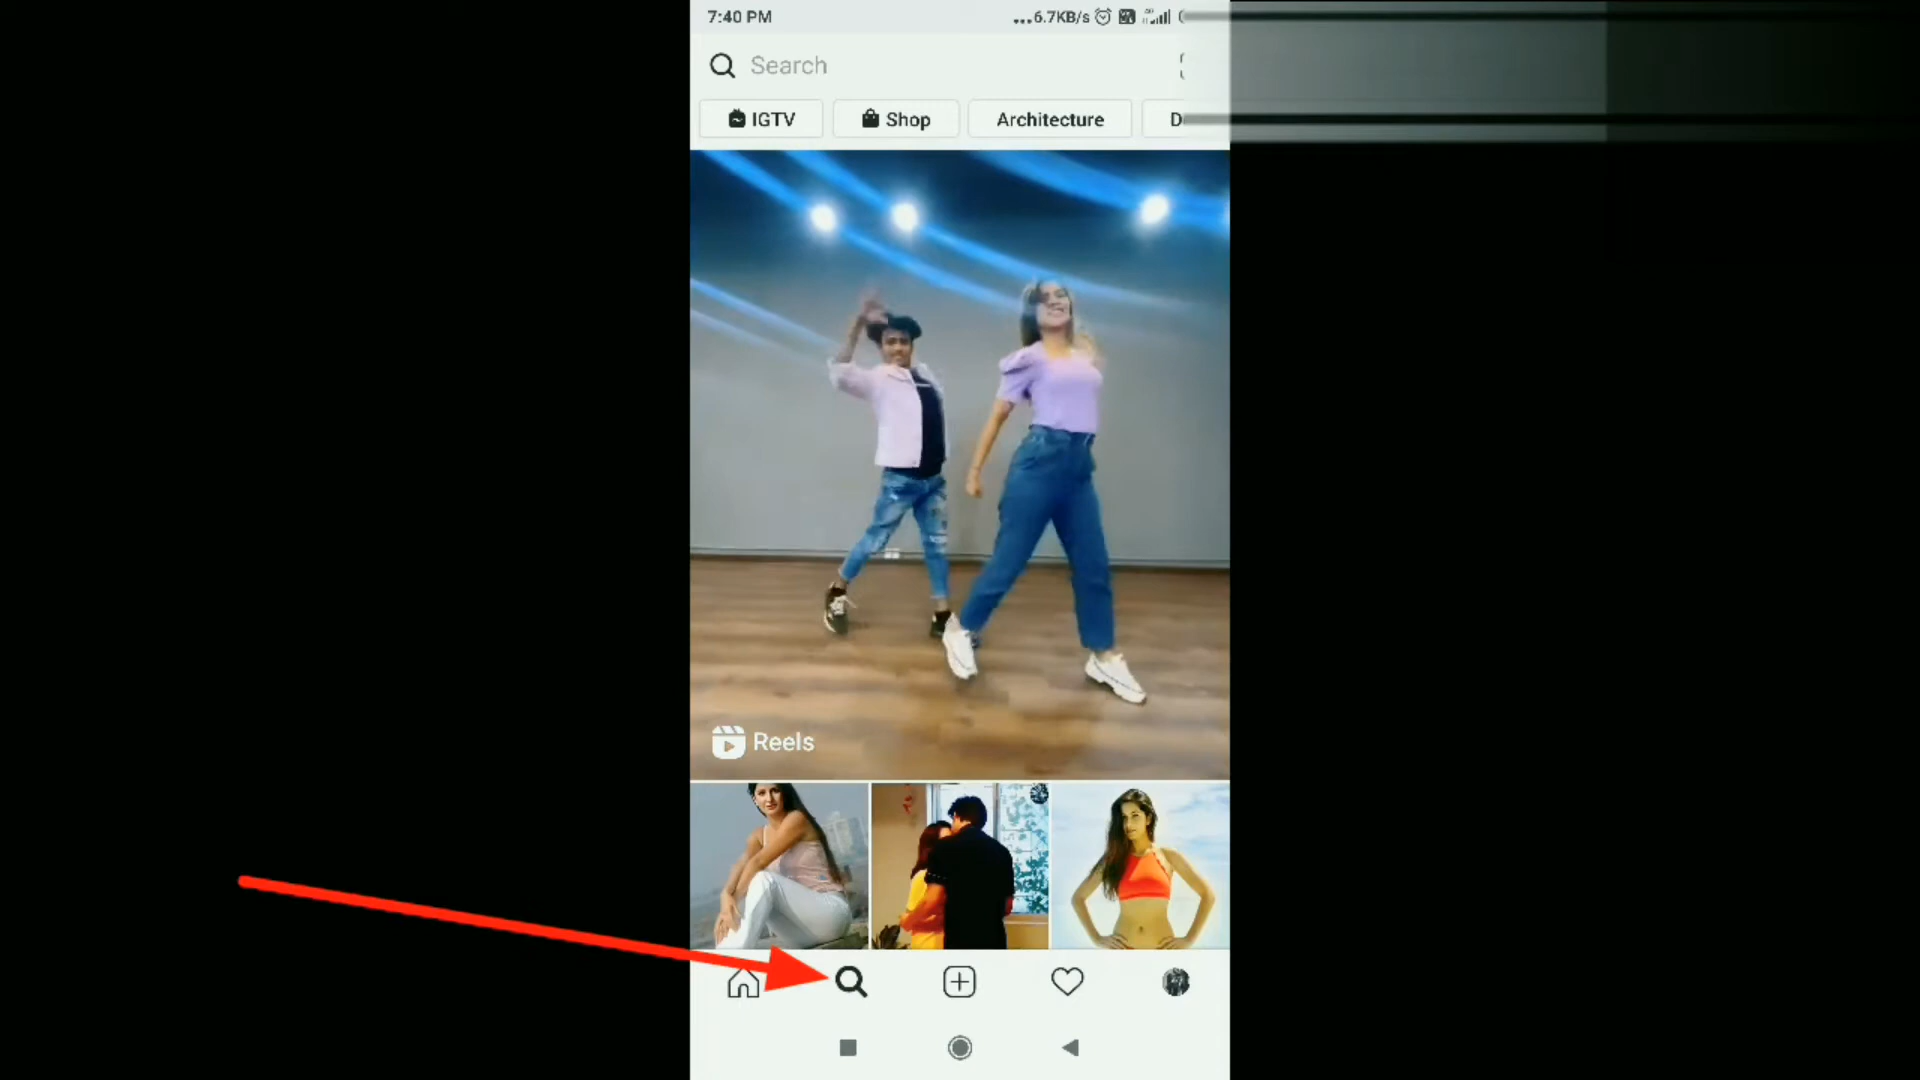 7:40 PM
...6.7KB/s
Search
IGTV
Shop
Architecture
Reels